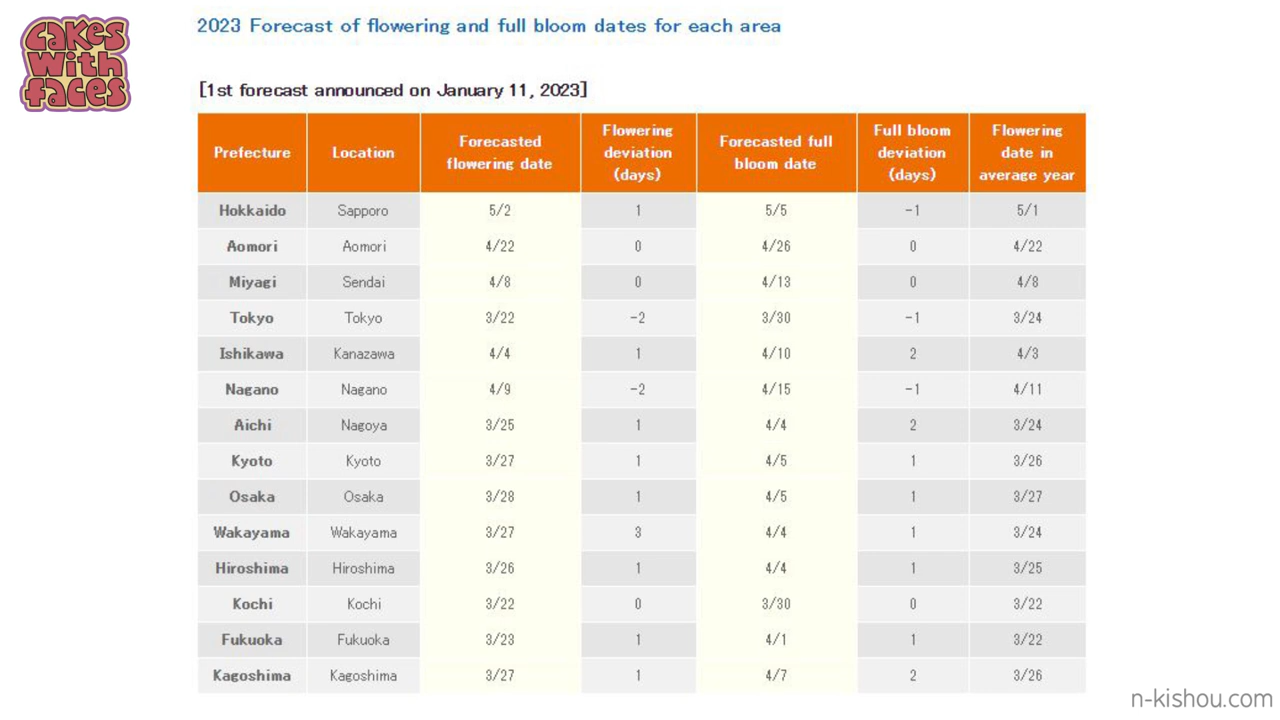 Cakes
With
faces
2023 Forecast of flowering and full bloom dates for each area
[1st forecast announced on January 11, 2023]
Prefecture Location Forecasted flowering date Flowering deviation (days) Forecasted full bloom date Full bloom deviation (days) Flowering date in average year
Hokkaido Sapporo 5/2 1 5/5 -1 5/1
Aomori Aomori 4/22 0 4/26 0 4/22
Miyagi Sendai 4/8 0 4/13 0 4/8
Tokyo Tokyo 3/22 -2 3/30 -1 3/24
Ishikawa Kanazawa 4/4 1 4/10 2 4/3
Nagano Nagano 4/9 -2 4/15 -1 4/11
Aichi Nagoya 3/25 1 4/4 2 3/24
Kyoto Kyoto 3/27 1 4/5 1 3/26
Osaka Osaka 3/28 1 4/5 1 3/27
Wakayama Wakayama 3/27 3 4/4 1 3/24
Hiroshima Hiroshima 3/26 1 4/4 1 3/25
Kochi Kochi 3/22 0 3/30 0 3/22
Fukuoka Fukuoka 3/23 1 4/1 1 3/22
Kagoshima Kagoshima 3/27 1 4/7 2 3/26
n-kishou.com